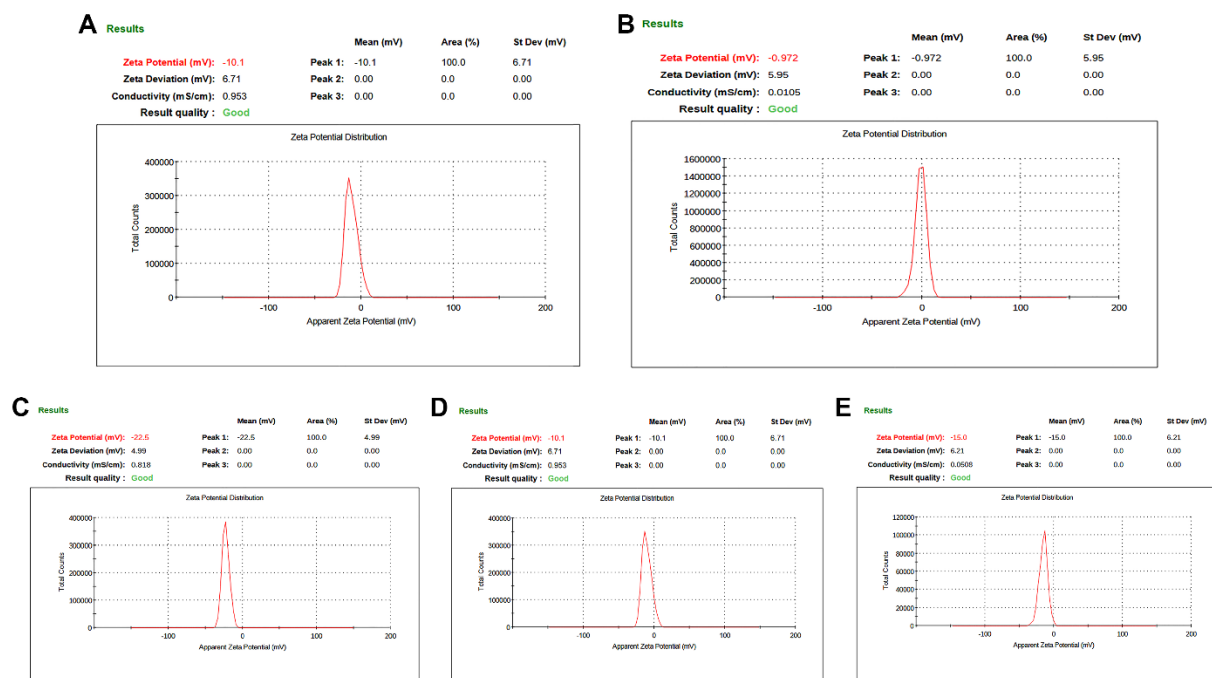 A Results
Mean (mV) Area (%) St Dev (mV)
Zeta Potential (mV): -10.1 Peak 1: -10.1 100.0 6.71
Zeta Deviation (mV): 6.71 Peak 2: 0.00 0.0 0.00
Conductivity (mS/cm): 0.953 Peak 3: 0.00 0.0 0.00
Result quality : Good
Zeta Potential Distribution
400000
300000
200000
100000
0
Total Counts
-100 0 100 200
Apparent Zeta Potential (mV)
B Results
Mean (mV) Area (%) St Dev (mV)
Zeta Potential (mV): -0.972 Peak 1: -0.972 100.0 5.95
Zeta Deviation (mV): 5.95 Peak 2: 0.00 0.0 0.00
Conductivity (mS/cm): 0.0105 Peak 3: 0.00 0.0 0.00
Result quality : Good
Zeta Potential Distribution
1600000
1400000
1200000
1000000
800000
600000
400000
200000
0
Total Counts
-100 0 100 200
Apparent Zeta Potential (mV)
C Results
Mean (mV) Area (%) St Dev (mV)
Zeta Potential (mV): -22.5 Peak 1: -22.5 100.0 4.99
Zeta Deviation (mV): 4.99 Peak 2: 0.00 0.0 0.00
Conductivity (mS/cm): 0.818 Peak 3: 0.00 0.0 0.00
Result quality : Good
Zeta Potential Distribution
400000
300000
200000
100000
0
Total Counts
-100 0 100 200
Apparent Zeta Potential (mV)
D Results
Mean (mV) Area (%) St Dev (mV)
Zeta Potential (mV): -10.1 Peak 1: -10.1 100.0 6.71
Zeta Deviation (mV): 6.71 Peak 2: 0.00 0.0 0.00
Conductivity (mS/cm): 0.953 Peak 3: 0.00 0.0 0.00
Result quality : Good
Zeta Potential Distribution
400000
300000
200000
100000
0
Total Counts
-100 0 100 200
Apparent Zeta Potential (mV)
E Results
Mean (mV) Area (%) St Dev (mV)
Zeta Potential (mV): -15.0 Peak 1: -15.0 100.0 6.21
Zeta Deviation (mV): 6.21 Peak 2: 0.00 0.0 0.00
Conductivity (mS/cm): 0.0508 Peak 3: 0.00 0.0 0.00
Result quality : Good
Zeta Potential Distribution
120000
100000
80000
60000
40000
20000
0
Total Counts
-100 0 100 200
Apparent Zeta Potential (mV)